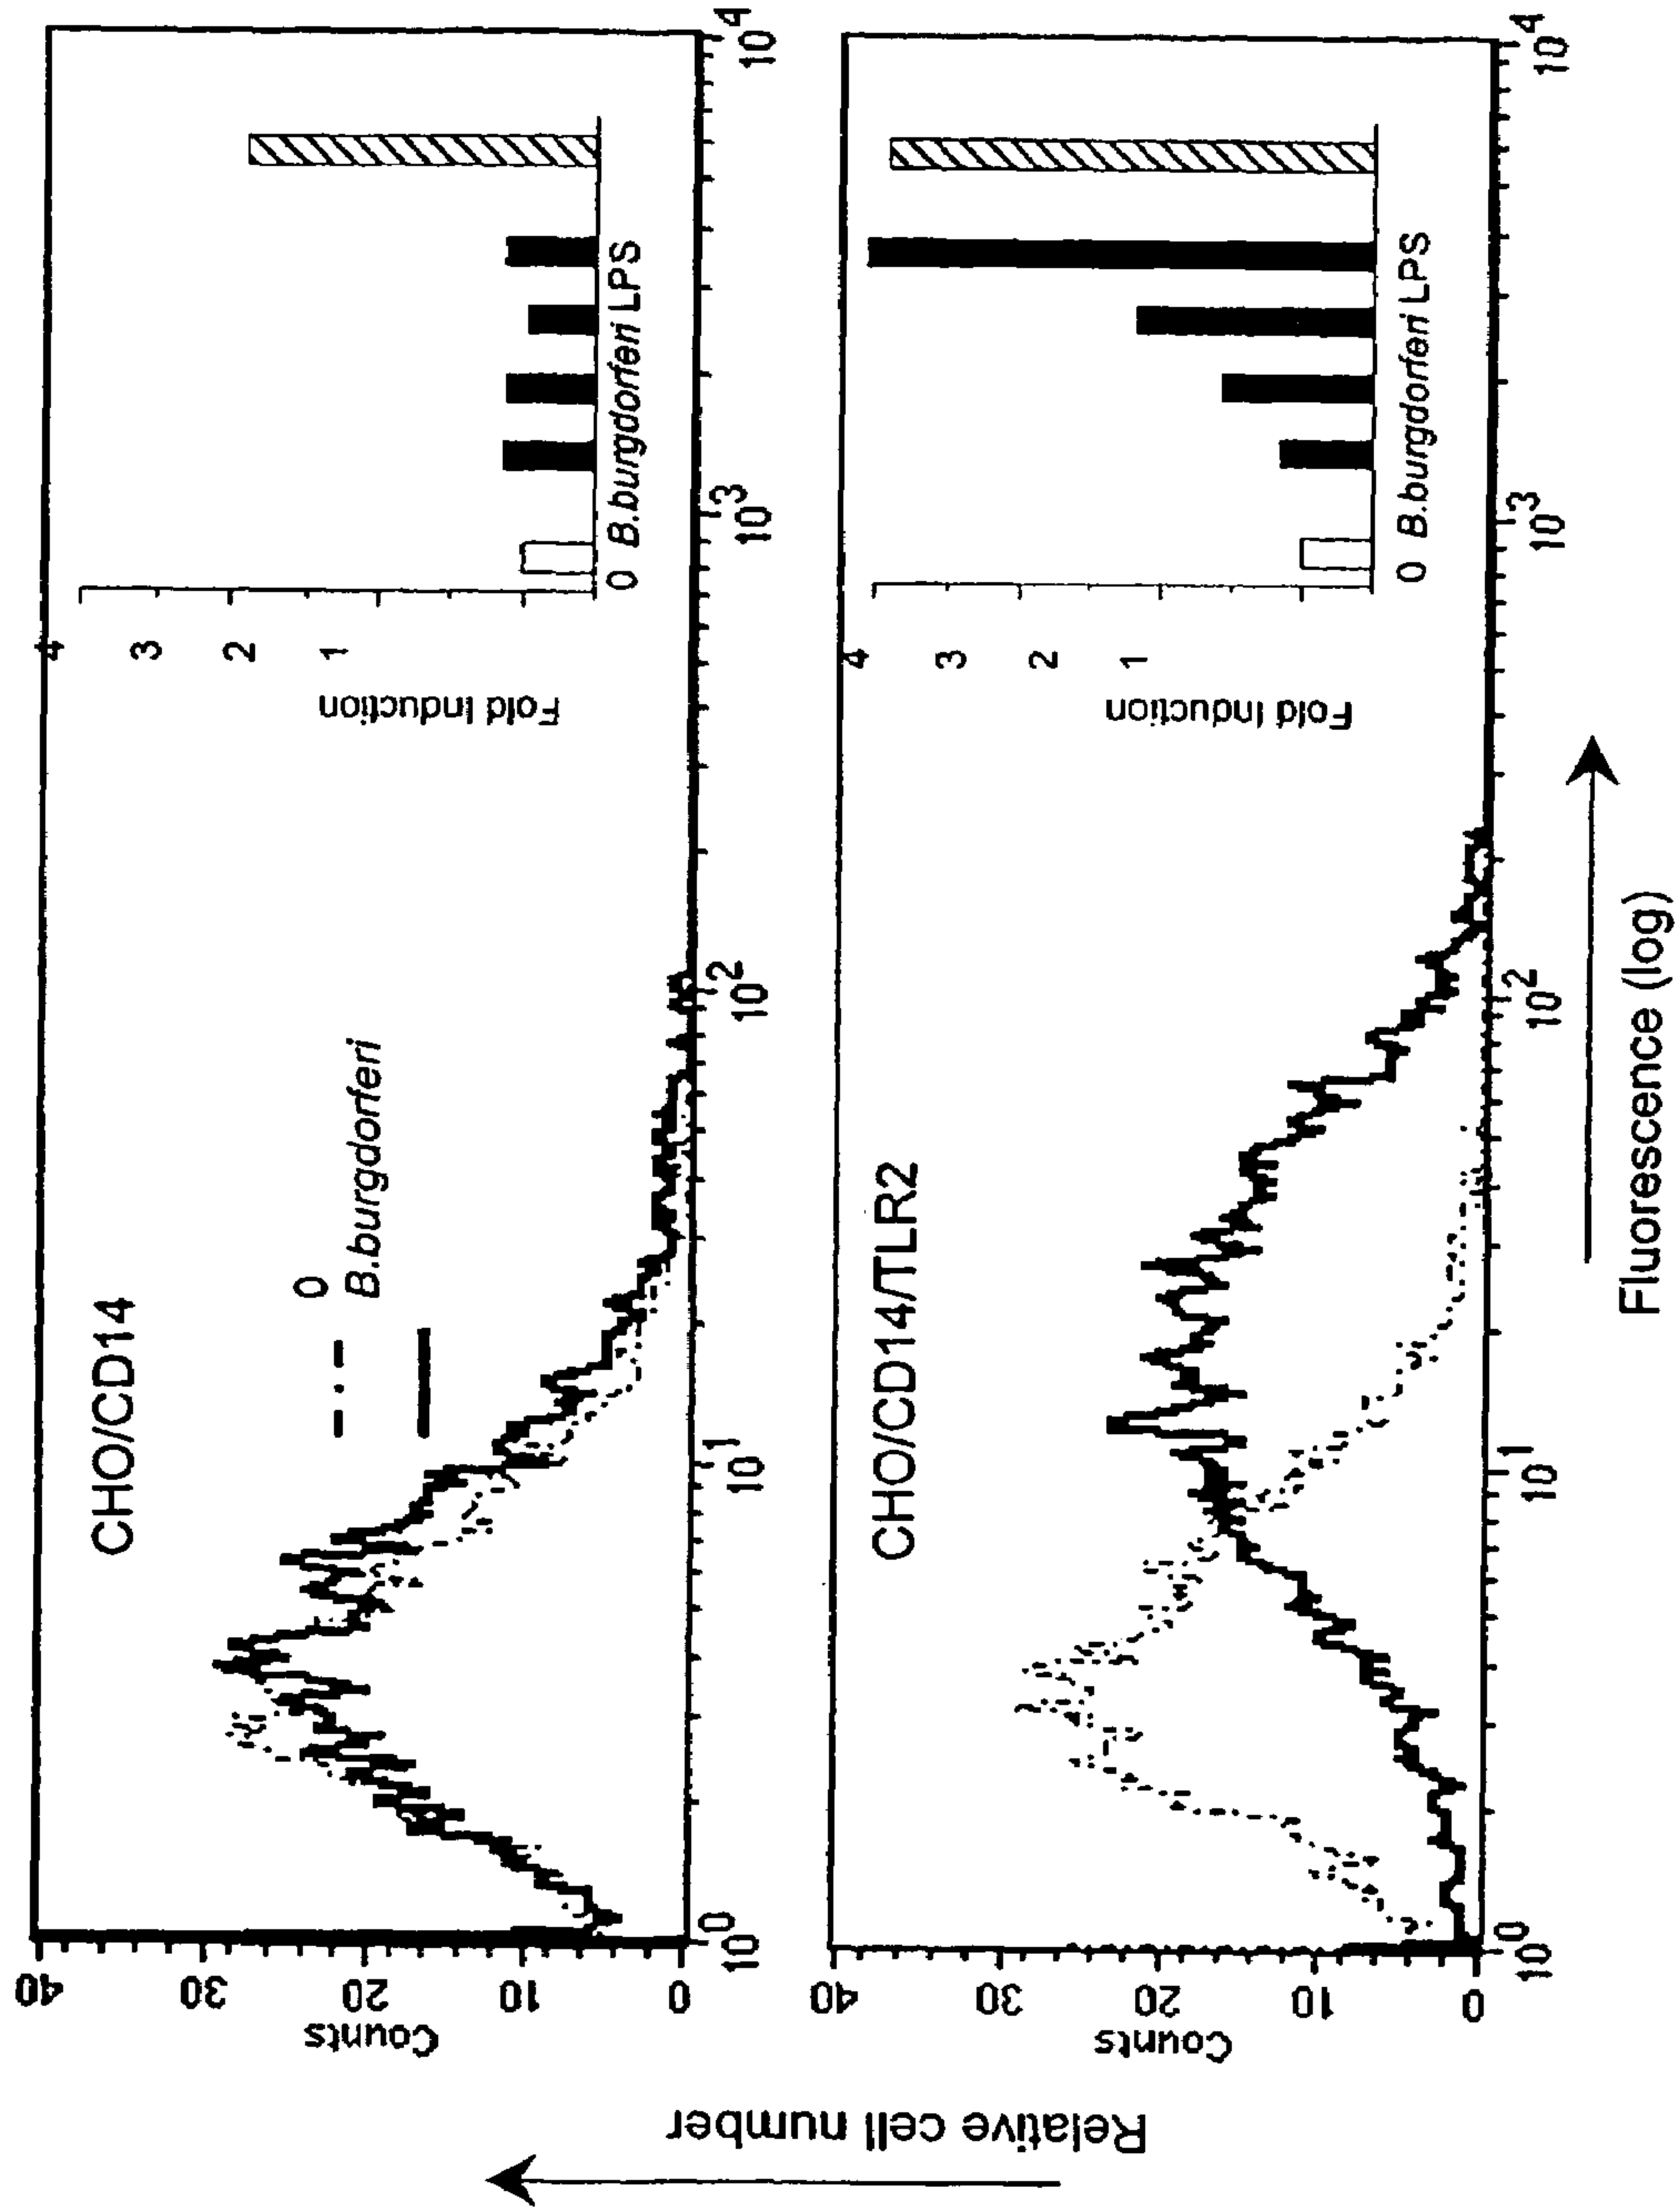 CHO/CD14
0
B.burgdorferi
Counts
40
30
20
10
0
10^0
10^1
10^2
10^3
10^4
Fold Induction
4
3
2
1
0 B.burgdorferi LPS
CHO/CD14/TLR2
Counts
40
30
20
10
0
10^0
10^1
10^2
10^3
10^4
Fold Induction
4
3
2
1
0 B.burgdorferi LPS
Relative cell number
Fluorescence (log)